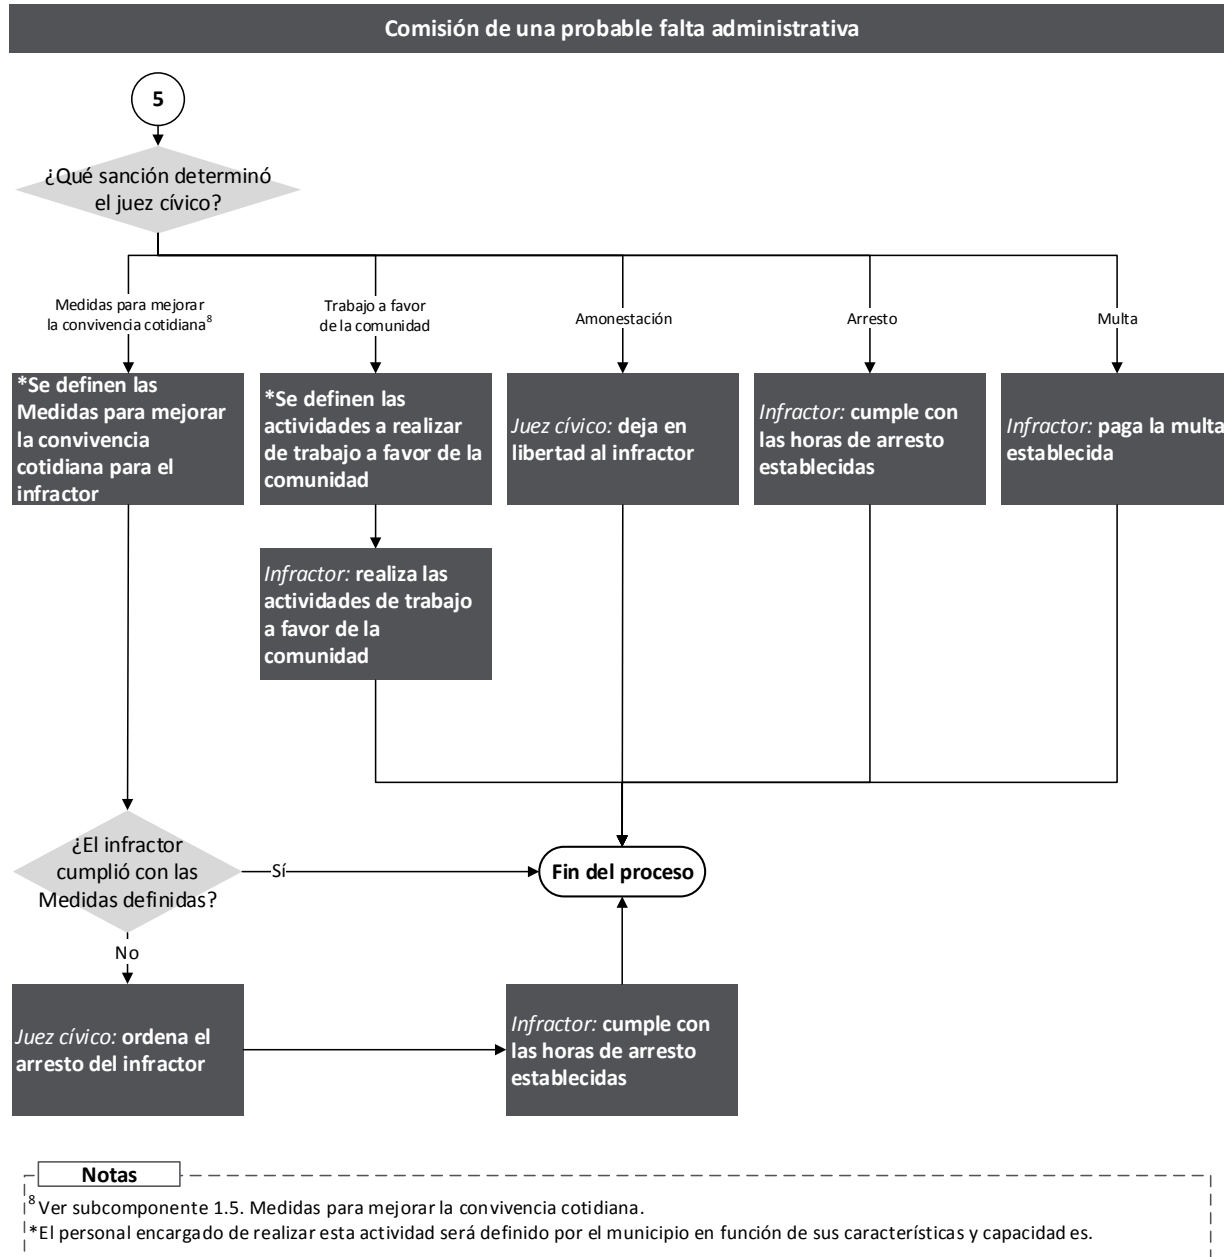 Comisión de una probable falta administrativa
5
¿Qué sanción determinó
el juez cívico?
Medidas para mejorar
la convivencia cotidiana⁸
Trabajo a favor
de la comunidad
Amonestación
Arresto
Multa
*Se definen las
Medidas para mejorar
la convivencia
cotidiana para el
infractor
*Se definen las
actividades a realizar
de trabajo a favor de la
comunidad
Juez cívico: deja en
libertad al infractor
Infractor: cumple con
las horas de arresto
establecidas
Infractor: paga la multa
establecida
Infractor: realiza las
actividades de trabajo
a favor de la
comunidad
¿El infractor
cumplió con las
Medidas definidas?
Sí
Fin del proceso
No
Juez cívico: ordena el
arresto del infractor
Infractor: cumple con
las horas de arresto
establecidas
Notas
⁸ Ver subcomponente 1.5. Medidas para mejorar la convivencia cotidiana.
*El personal encargado de realizar esta actividad será definido por el municipio en función de sus características y capacidad es.